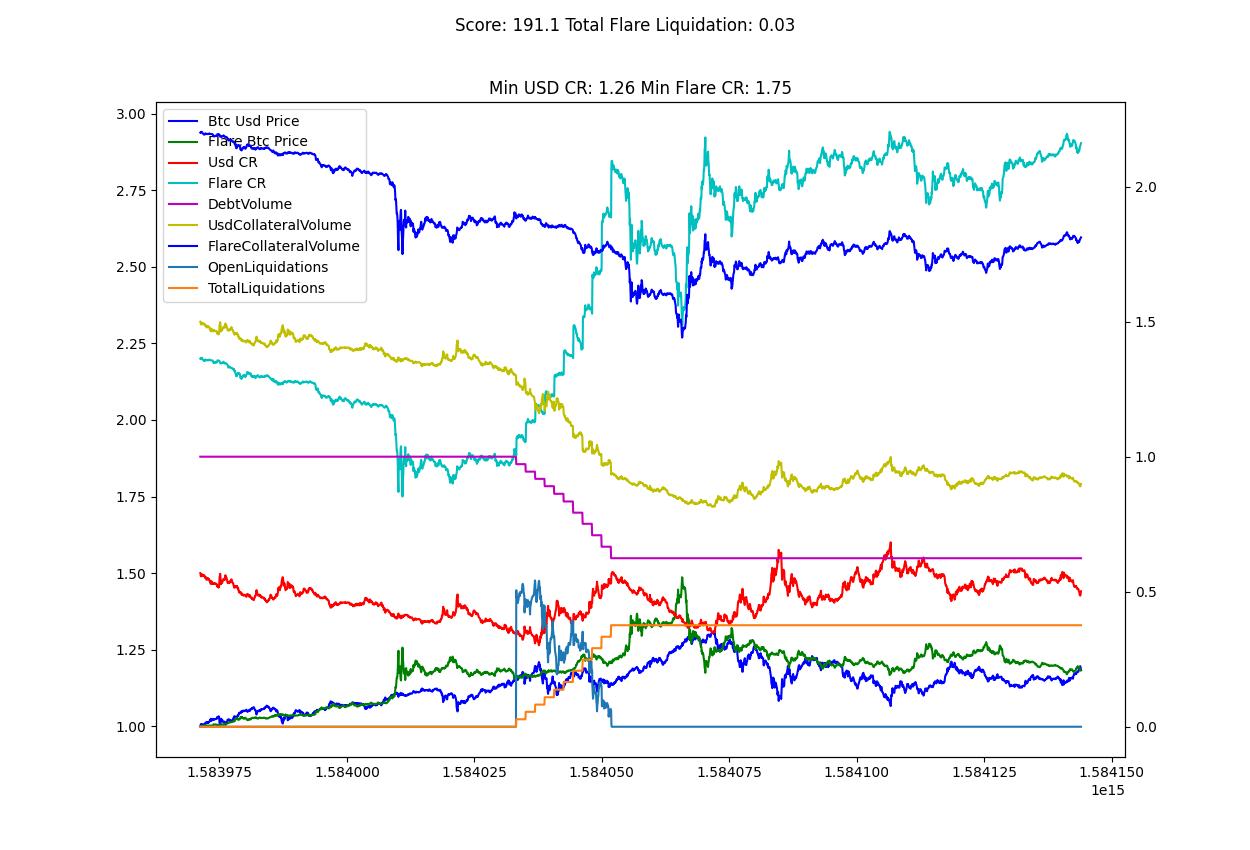 Score: 191.1 Total Flare Liquidation: 0.03
Min USD CR: 1.26 Min Flare CR: 1.75
Btc Usd Price
Flare Btc Price
Usd CR
Flare CR
DebtVolume
UsdCollateralVolume
FlareCollateralVolume
OpenLiquidations
TotalLiquidations
3.00
2.75
2.50
2.25
2.00
1.75
1.50
1.25
1.00
2.0
1.5
1.0
0.5
0.0
1.583975 1.584000 1.584025 1.584050 1.584075 1.584100 1.584125 1.584150
1e15